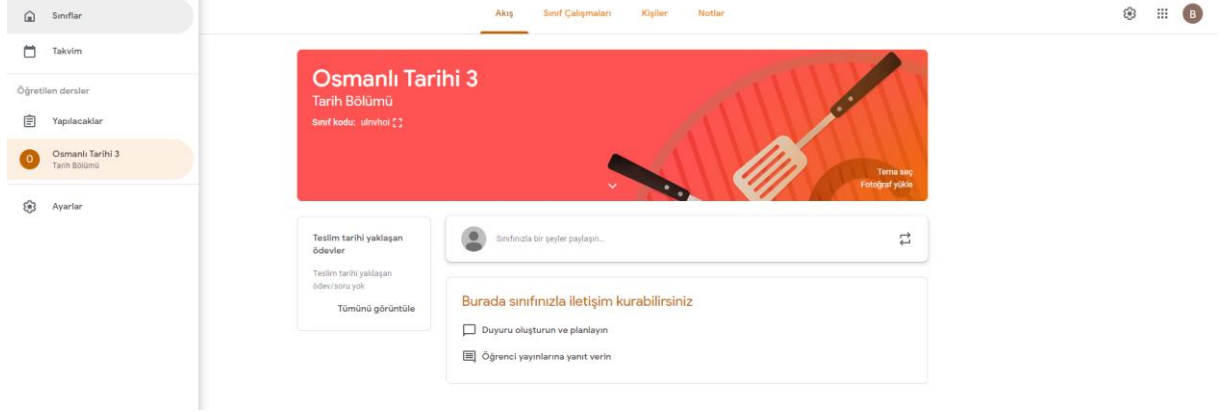 Sınıflar
Takvim
Öğretilen dersler
Yapılacaklar
O
Osmanlı Tarihi 3
Tarih Bölümü
Ayarlar
Akış Sınıf Çalışmaları Kişiler Notlar
B
Osmanlı Tarihi 3
Tarih Bölümü
Sınıf kodu: ulnvhoi
Tema seç
Fotoğraf yükle
Teslim tarihi yaklaşan
ödevler
Teslim tarihi yaklaşan
ödev/soru yok
Tümünü görüntüle
Sınıfınızla bir şeyler paylaşın...
Burada sınıfınızla iletişim kurabilirsiniz
Duyuru oluşturun ve planlayın
Öğrenci yayınlarına yanıt verin